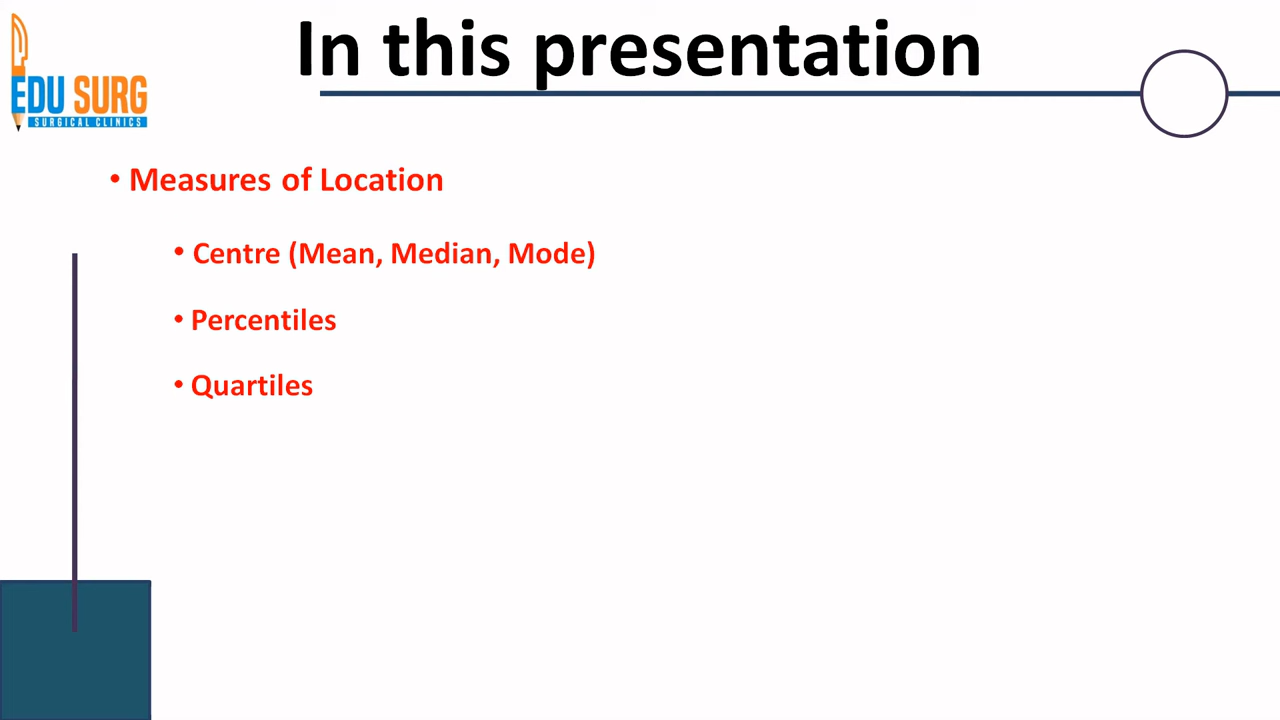 In this presentation
EDU SURG
SURGICAL CLINICS
• Measures of Location
• Centre (Mean, Median, Mode)
• Percentiles
• Quartiles